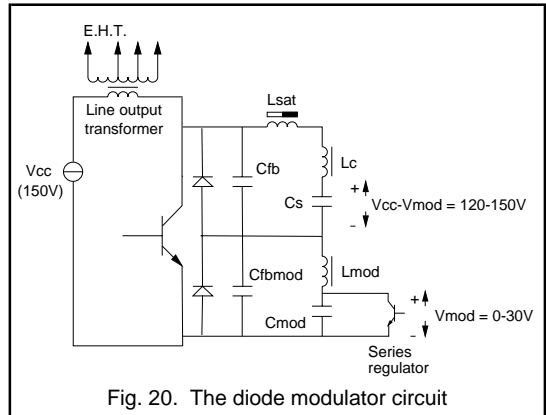 E.H.T.
Line output
transformer
Vcc
(150V)
Lsat
Cfb
Lc
Cs
+
Vcc-Vmod = 120-150V
-
Cfbmod
Lmod
Cmod
+
Vmod = 0-30V
-
Series
regulator
Fig. 20. The diode modulator circuit